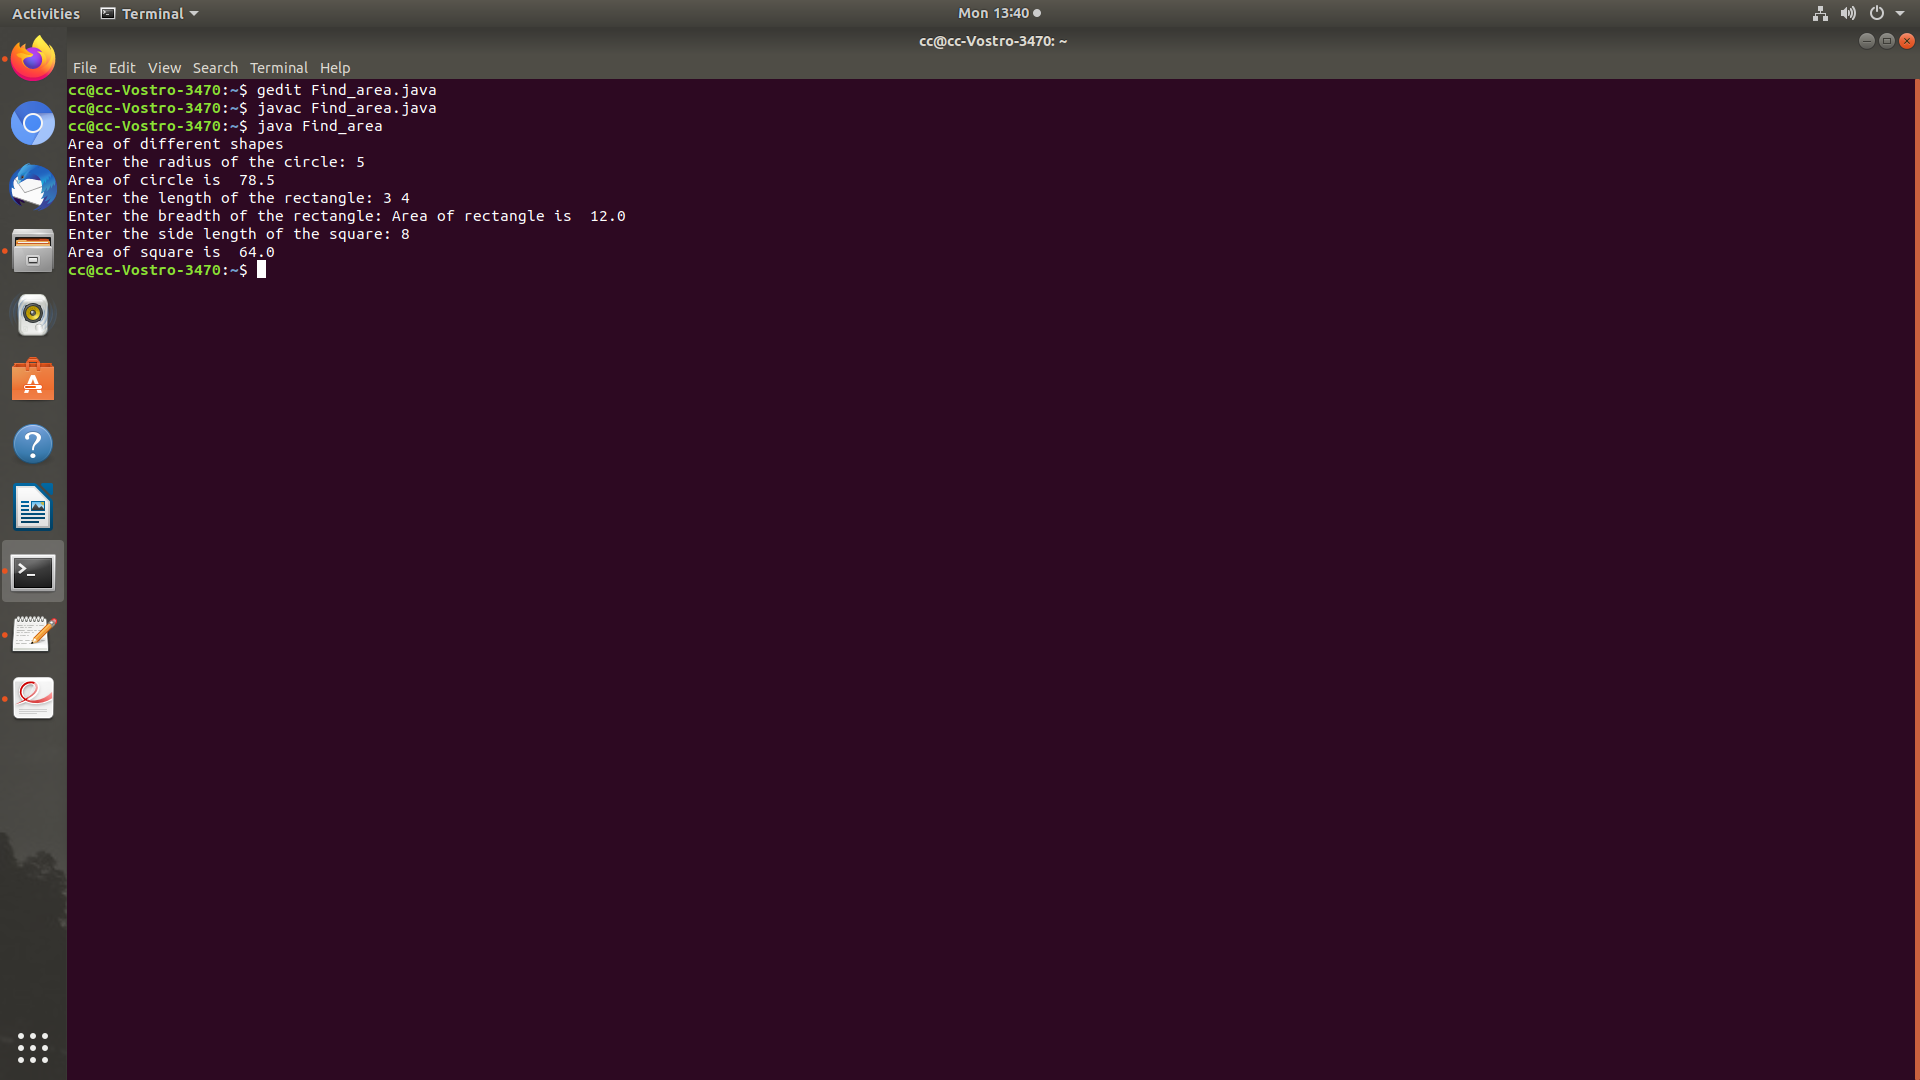 Activities Terminal Mon 13:40
cc@cc-Vostro-3470: ~
File Edit View Search Terminal Help
cc@cc-Vostro-3470:~$ gedit Find_area.java
cc@cc-Vostro-3470:~$ javac Find_area.java
cc@cc-Vostro-3470:~$ java Find_area
Area of different shapes
Enter the radius of the circle: 5
Area of circle is  78.5
Enter the length of the rectangle: 3 4
Enter the breadth of the rectangle: Area of rectangle is  12.0
Enter the side length of the square: 8
Area of square is  64.0
cc@cc-Vostro-3470:~$